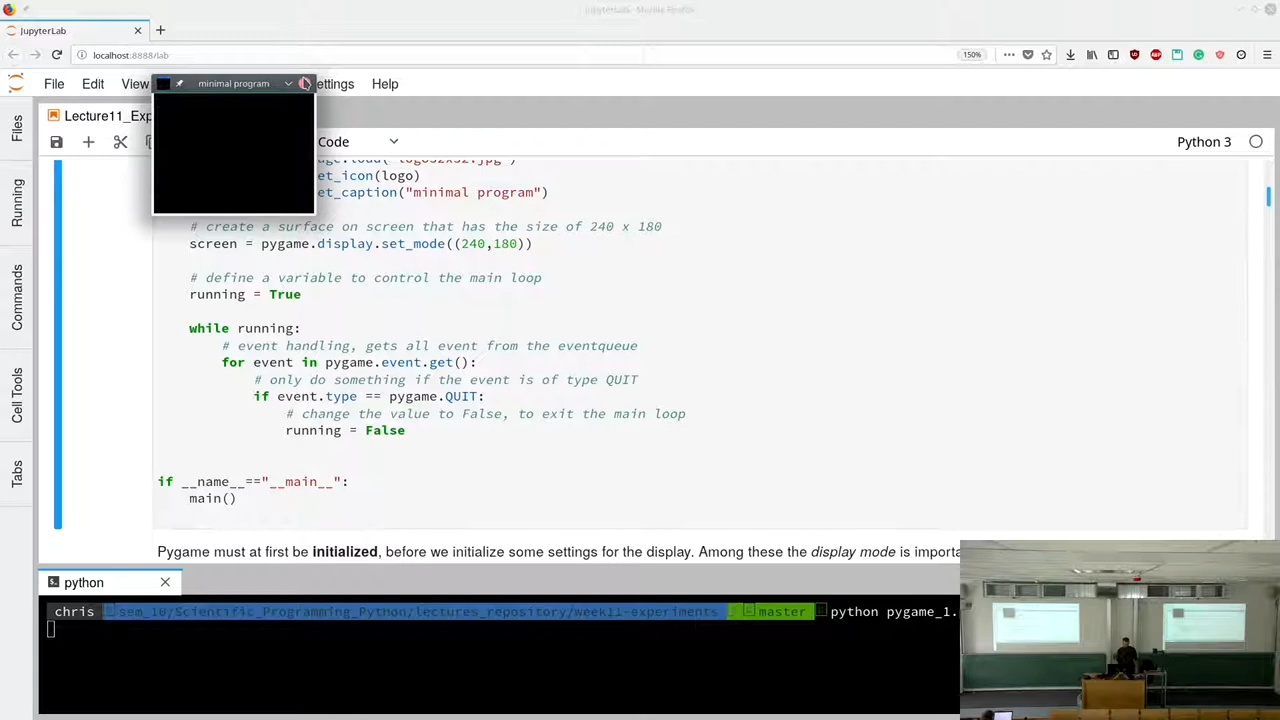 JupyterLab - Mozilla Firefox
JupyterLab
localhost:8888/lab
150%
File Edit View ettings Help
minimal program
Lecture11_Exp
Code
Python 3
Files
Running
Commands
Cell Tools
Tabs
et_icon(logo)
et_caption("minimal program")
# create a surface on screen that has the size of 240 x 180
screen = pygame.display.set_mode((240,180))
# define a variable to control the main loop
running = True
while running:
# event handling, gets all event from the eventqueue
for event in pygame.event.get():
# only do something if the event is of type QUIT
if event.type == pygame.QUIT:
# change the value to False, to exit the main loop
running = False
if __name__=="__main__":
main()
Pygame must at first be initialized, before we initialize some settings for the display. Among these the display mode is importa
python
chris sem_10/Scientific_Programming_Python/lectures_repository/week11-experiments master python pygame_1.